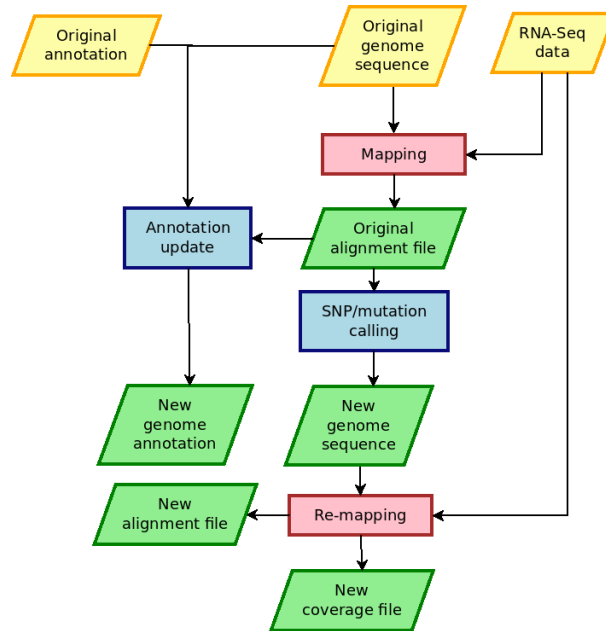 Original
annotation
Original
genome
sequence
RNA-Seq
data
Mapping
Annotation
update
Original
alignment file
SNP/mutation
calling
New
genome
annotation
New
genome
sequence
New
alignment file
Re-mapping
New
coverage file